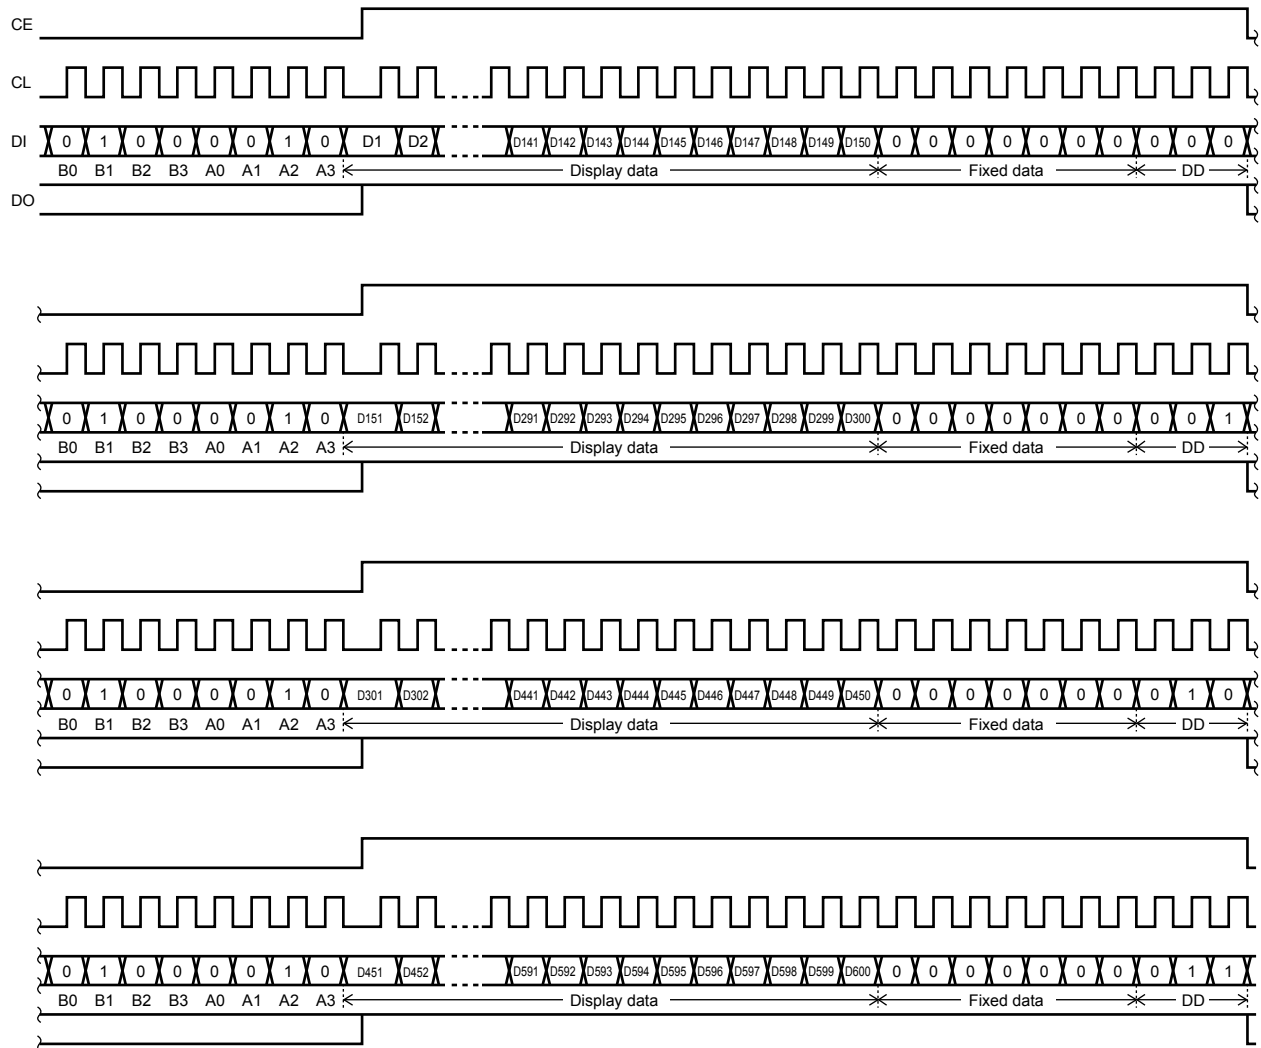 CE
CL
DI 0 1 0 0 0 0 1 0 D1 D2 D141 D142 D143 D144 D145 D146 D147 D148 D149 D150 0 0 0 0 0 0 0 0 0 0
B0 B1 B2 B3 A0 A1 A2 A3 Display data Fixed data DD
DO
0 1 0 0 0 0 1 0 D151 D152 D291 D292 D293 D294 D295 D296 D297 D298 D299 D300 0 0 0 0 0 0 0 0 0 1
B0 B1 B2 B3 A0 A1 A2 A3 Display data Fixed data DD
0 1 0 0 0 0 1 0 D301 D302 D441 D442 D443 D444 D445 D446 D447 D448 D449 D450 0 0 0 0 0 0 0 0 1 0
B0 B1 B2 B3 A0 A1 A2 A3 Display data Fixed data DD
0 1 0 0 0 0 1 0 D451 D452 D591 D592 D593 D594 D595 D596 D597 D598 D599 D600 0 0 0 0 0 0 0 0 1 1
B0 B1 B2 B3 A0 A1 A2 A3 Display data Fixed data DD